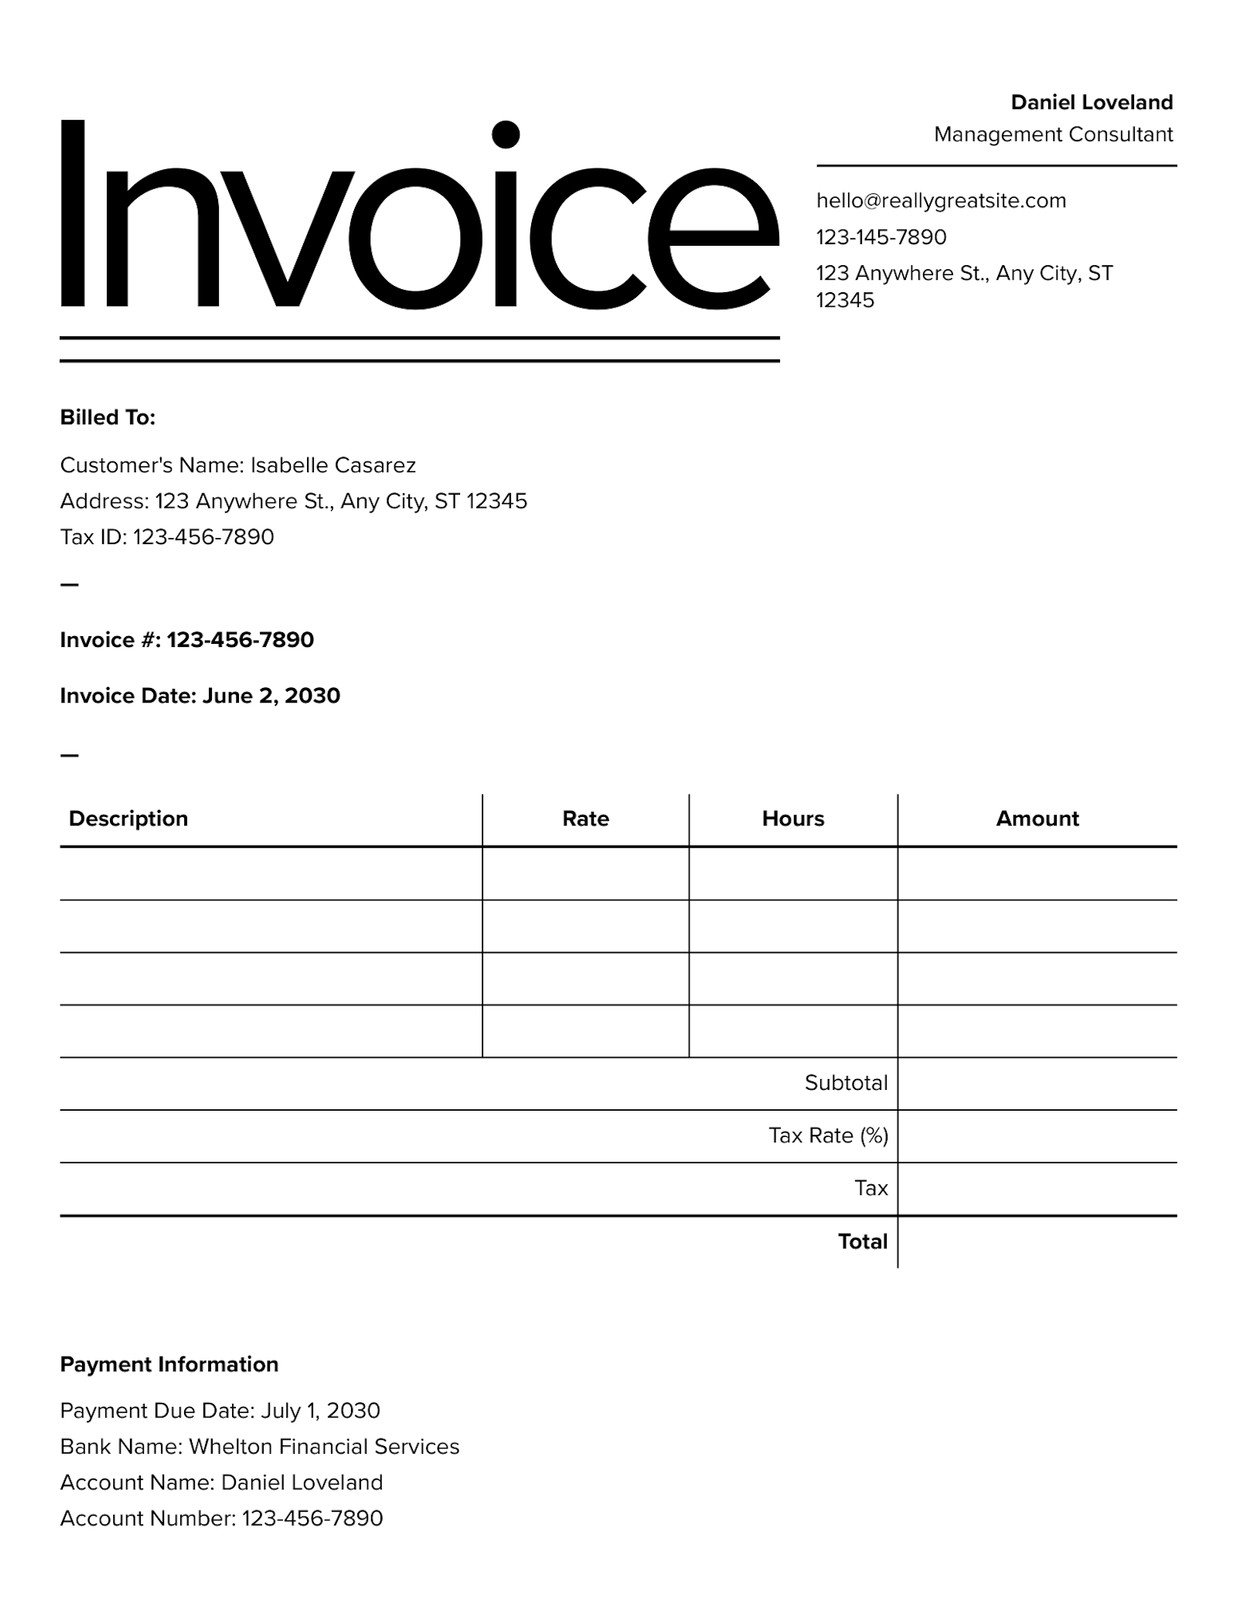 Invoice
Daniel Loveland
Management Consultant
hello@reallygreatsite.com
123-145-7890
123 Anywhere St., Any City, ST
12345
Billed To:
Customer's Name: Isabelle Casarez
Address: 123 Anywhere St., Any City, ST 12345
Tax ID: 123-456-7890
—
Invoice #: 123-456-7890
Invoice Date: June 2, 2030
—
Description Rate Hours Amount
Subtotal
Tax Rate (%)
Tax
Total
Payment Information
Payment Due Date: July 1, 2030
Bank Name: Whelton Financial Services
Account Name: Daniel Loveland
Account Number: 123-456-7890